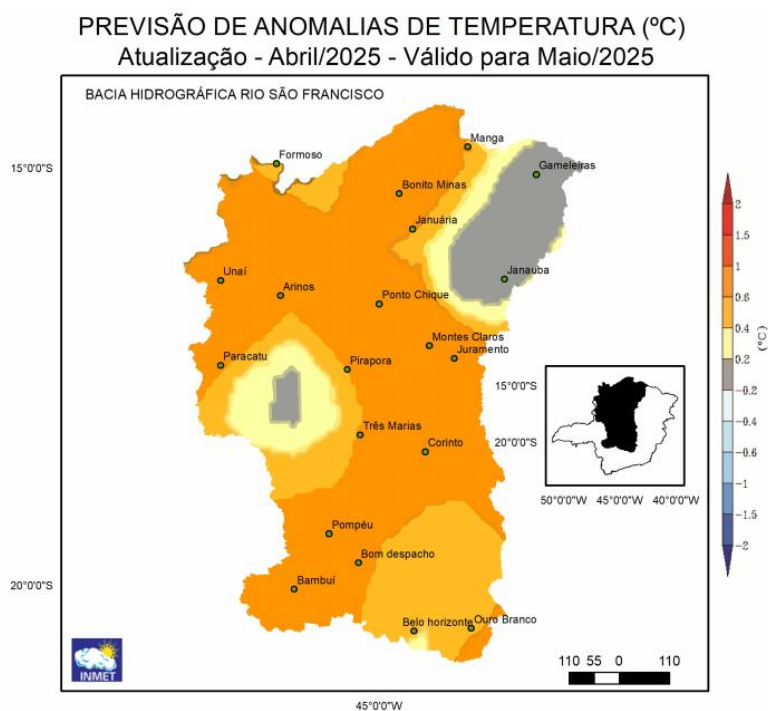 PREVISÃO DE ANOMALIAS DE TEMPERATURA (ºC)
Atualização - Abril/2025 - Válido para Maio/2025
BACIA HIDROGRÁFICA RIO SÃO FRANCISCO
Manga
Formoso
15°0'0"S
Gameleiras
Bonito Minas
Januária
Unaí
Janauba
Arinos
Ponto Chique
Montes Claros
Juramento
Paracatu
Pirapora
Três Marias
Corinto
Pompéu
Bom despacho
Bambuí
20°0'0"S
Belo horizonte
Ouro Branco
2
1.5
1
0.6
0.4
0.2
-0.2
-0.4
-0.6
-1
-1.5
-2
(ºC)
15°0'0"S
20°0'0"S
50°0'0"W 45°0'0"W 40°0'0"W
INMET
110 55 0 110
45°0'0"W